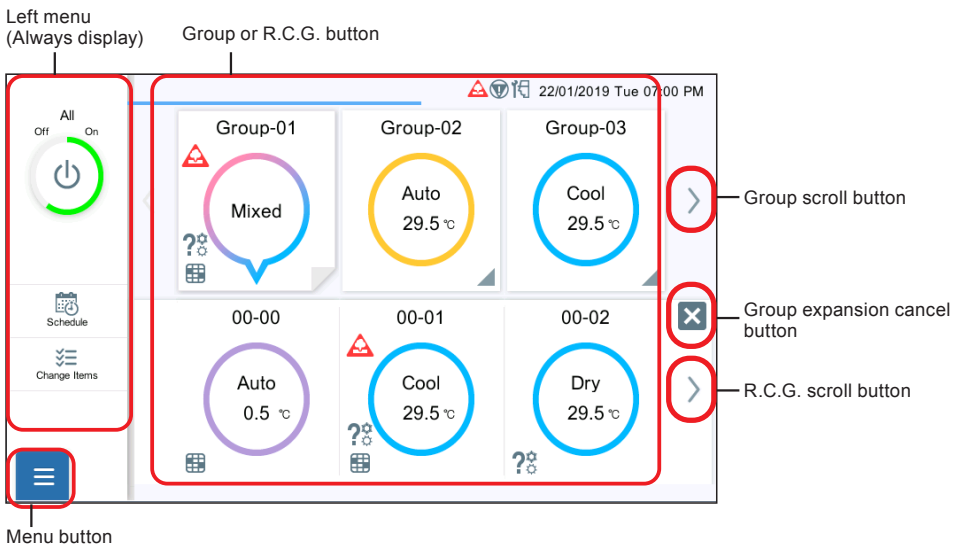 Left menu
(Always display)
Group or R.C.G. button
22/01/2019 Tue 07:00 PM
All
Off On
Group-01 Group-02 Group-03
Mixed
Auto
29.5 ℃
Cool
29.5 ℃
Group scroll button
Schedule
Change Items
00-00 00-01 00-02
Auto
0.5 ℃
Cool
29.5 ℃
Dry
29.5 ℃
Group expansion cancel
button
R.C.G. scroll button
Menu button